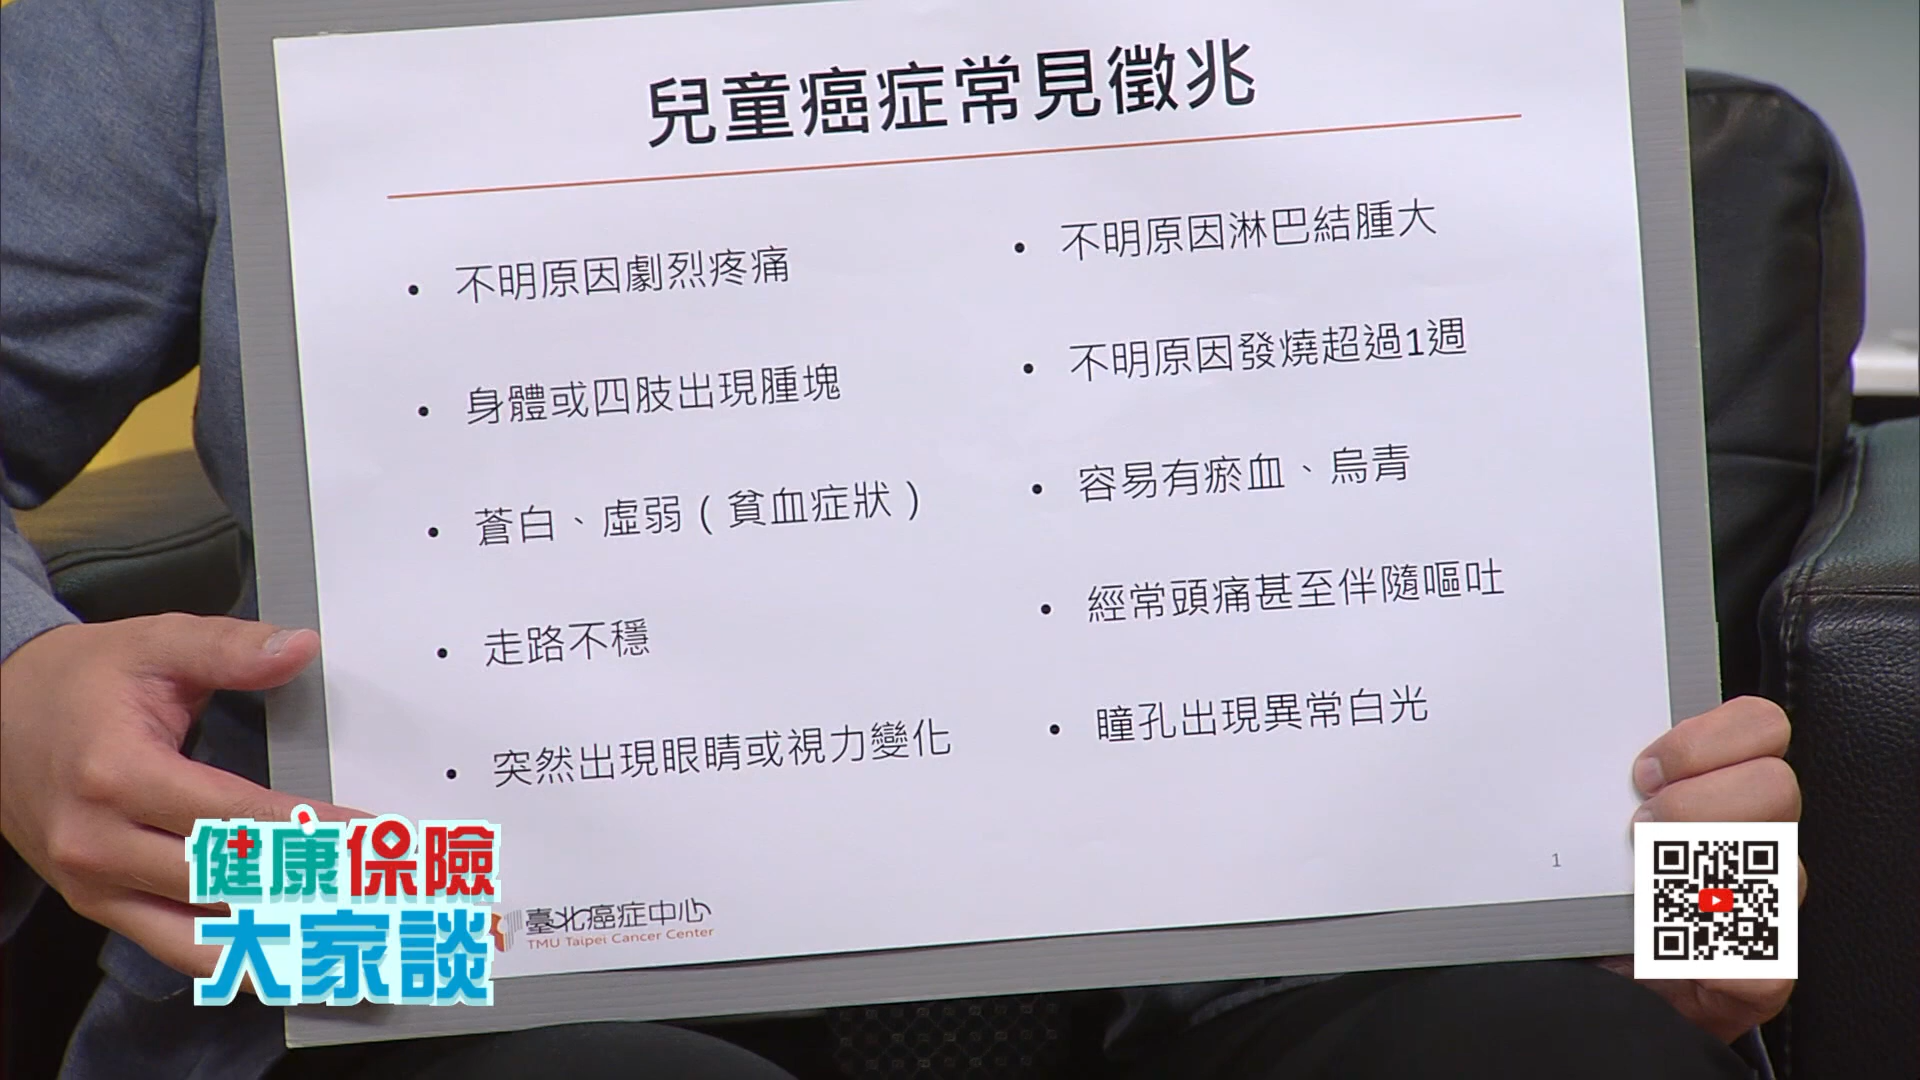 兒童癌症常見徵兆
• 不明原因劇烈疼痛
• 身體或四肢出現腫塊
• 蒼白、虛弱（貧血症狀）
• 走路不穩
• 突然出現眼睛或視力變化
• 不明原因淋巴結腫大
• 不明原因發燒超過1週
• 容易有瘀血、烏青
• 經常頭痛甚至伴隨嘔吐
• 瞳孔出現異常白光
1
臺北癌症中心
TMU Taipei Cancer Center
健康保險
大家談